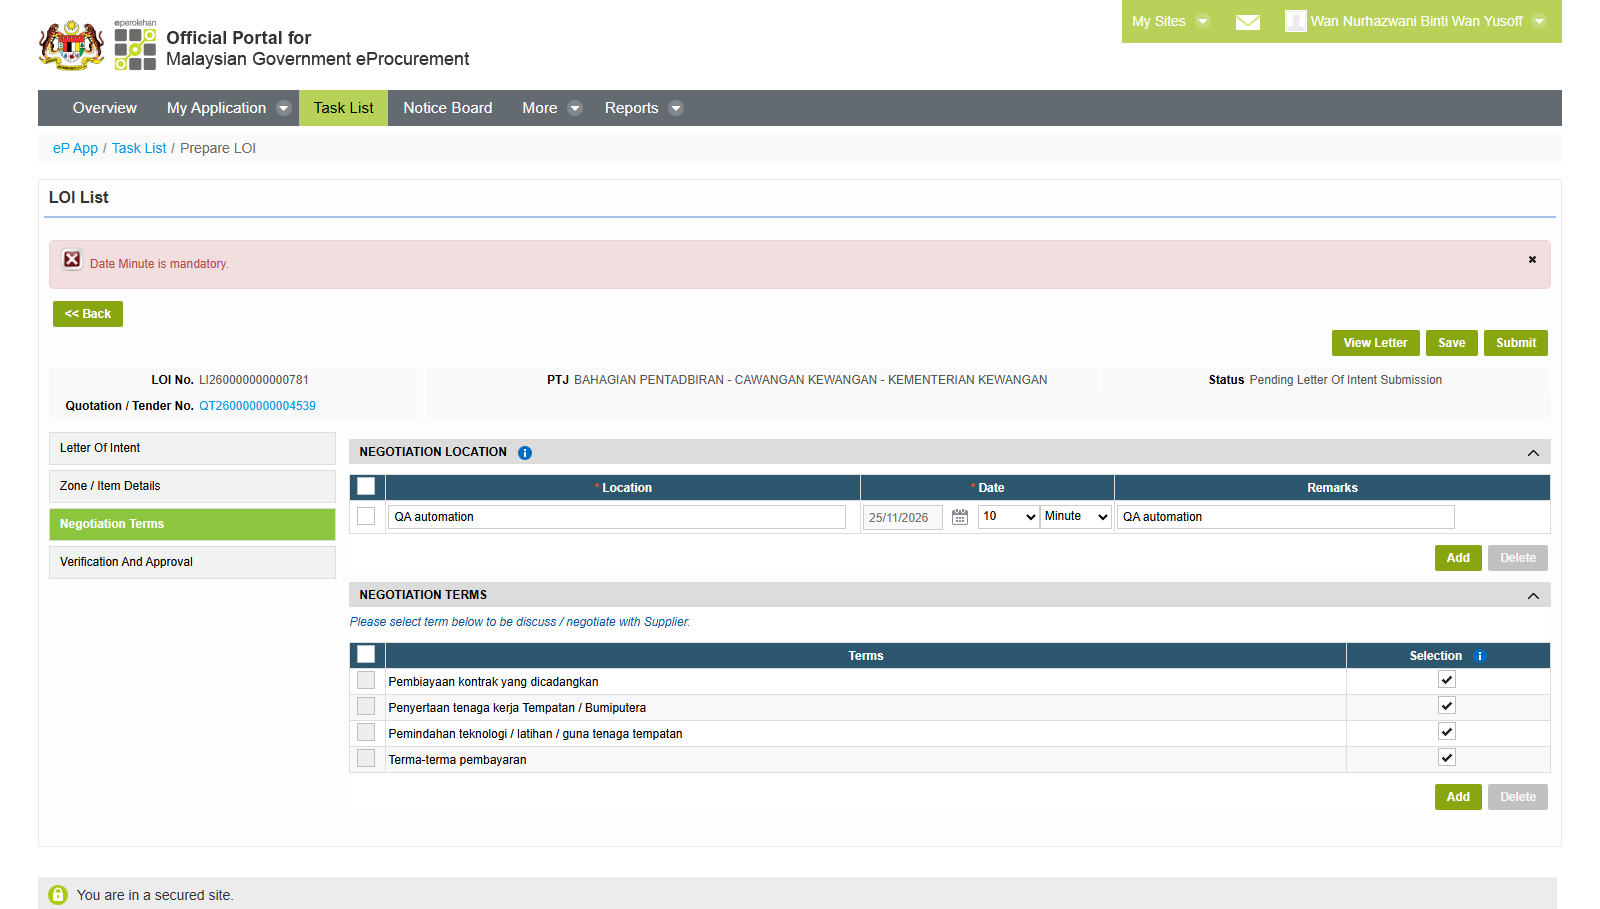 My Sites
Wan Nurhazwani Binti Wan Yusoff
eperolehan
Official Portal for
Malaysian Government eProcurement
Overview
My Application
Task List
Notice Board
More
Reports
eP App / Task List / Prepare LOI
LOI List
Date Minute is mandatory.
<< Back
View Letter
Save
Submit
LOI No. LI260000000000781
PTJ BAHAGIAN PENTADBIRAN - CAWANGAN KEWANGAN - KEMENTERIAN KEWANGAN
Status Pending Letter Of Intent Submission
Quotation / Tender No. QT260000000004539
Letter Of Intent
Zone / Item Details
Negotiation Terms
Verification And Approval
NEGOTIATION LOCATION
* Location
* Date
Remarks
QA automation
25/11/2026
10
Minute
QA automation
Add
Delete
NEGOTIATION TERMS
Please select term below to be discuss / negotiate with Supplier.
Terms
Selection
Pembiayaan kontrak yang dicadangkan
Penyertaan tenaga kerja Tempatan / Bumiputera
Pemindahan teknologi / latihan / guna tenaga tempatan
Terma-terma pembayaran
Add
Delete
You are in a secured site.